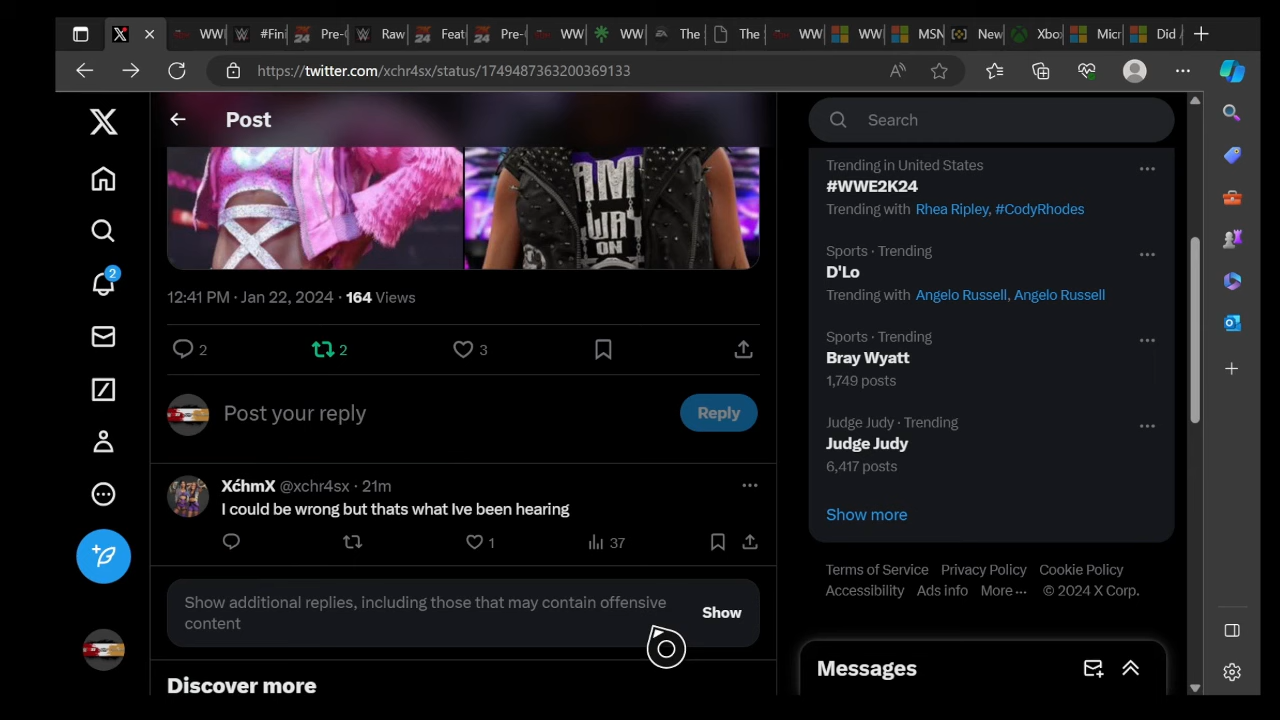 WWE
#Fini
Pre-(
Raw
Feat
Pre-(
WW
WW
The
The
WW
WW
MSN
New
Xbo
Micr
Did
https://twitter.com/xchr4sx/status/1749487363200369133
Post
Search
AM
WAY
ON
12:41 PM · Jan 22, 2024 · 164 Views
2
2
2
3
Post your reply
Reply
XćhmX @xchr4sx · 21m
I could be wrong but thats what Ive been hearing
1
37
Show additional replies, including those that may contain offensive
content
Show
Discover more
Trending in United States
#WWE2K24
Trending with Rhea Ripley, #CodyRhodes
Sports · Trending
D'Lo
Trending with Angelo Russell, Angelo Russell
Sports · Trending
Bray Wyatt
1,749 posts
Judge Judy · Trending
Judge Judy
6,417 posts
Show more
Terms of Service Privacy Policy Cookie Policy
Accessibility Ads info More ··· © 2024 X Corp.
Messages